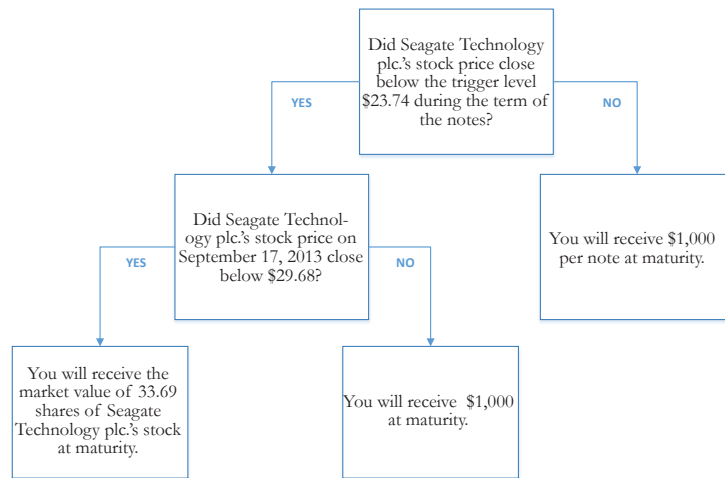 Did Seagate Technology
plc.'s stock price close
below the trigger level
$23.74 during the term of
the notes?
YES
NO
Did Seagate Technol-
ogy plc.'s stock price on
September 17, 2013 close
below $29.68?
You will receive $1,000
per note at maturity.
YES
NO
You will receive the
market value of 33.69
shares of Seagate
Technology plc.'s stock
at maturity.
You will receive $1,000
at maturity.